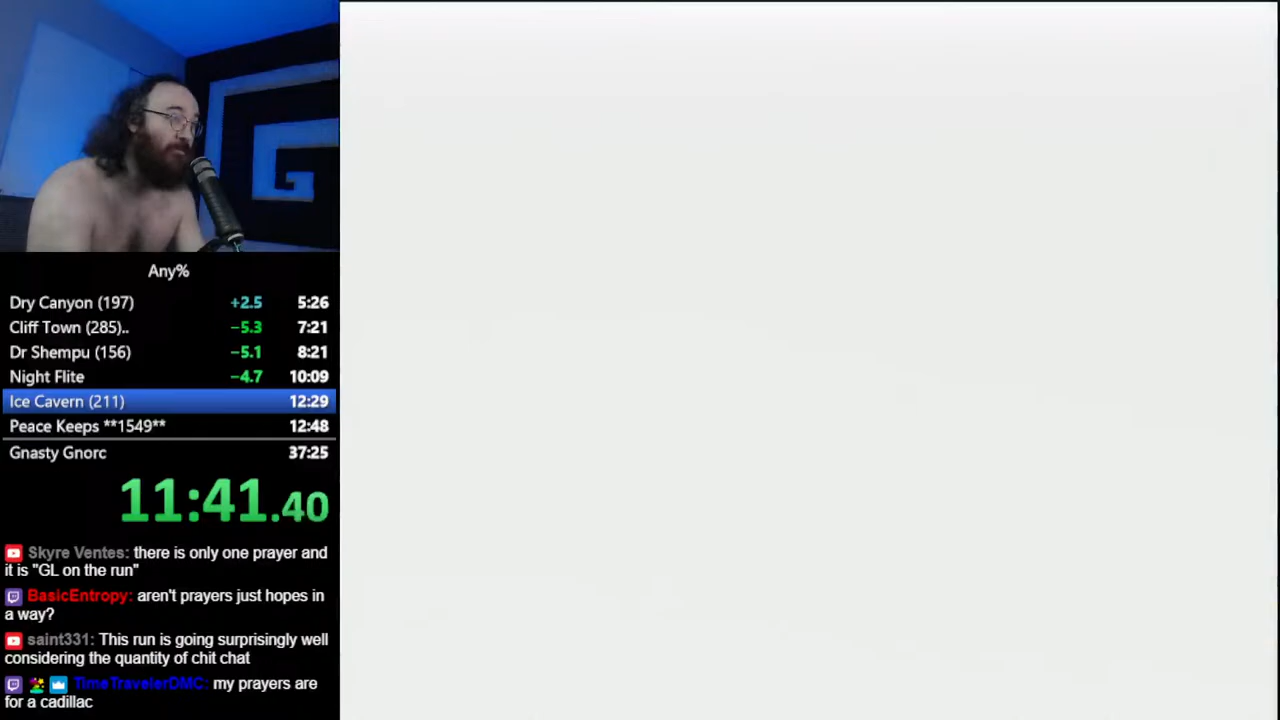 Any%
Dry Canyon (197) +2.5 5:26
Cliff Town (285).. −5.3 7:21
Dr Shempu (156) −5.1 8:21
Night Flite −4.7 10:09
Ice Cavern (211) 12:29
Peace Keeps **1549** 12:48
Gnasty Gnorc 37:25
11:41.40
Skyre Ventes: there is only one prayer and
it is "GL on the run"
BasicEntropy: aren't prayers just hopes in
a way?
saint331: This run is going surprisingly well
considering the quantity of chit chat
TimeTravelerDMC: my prayers are
for a cadillac